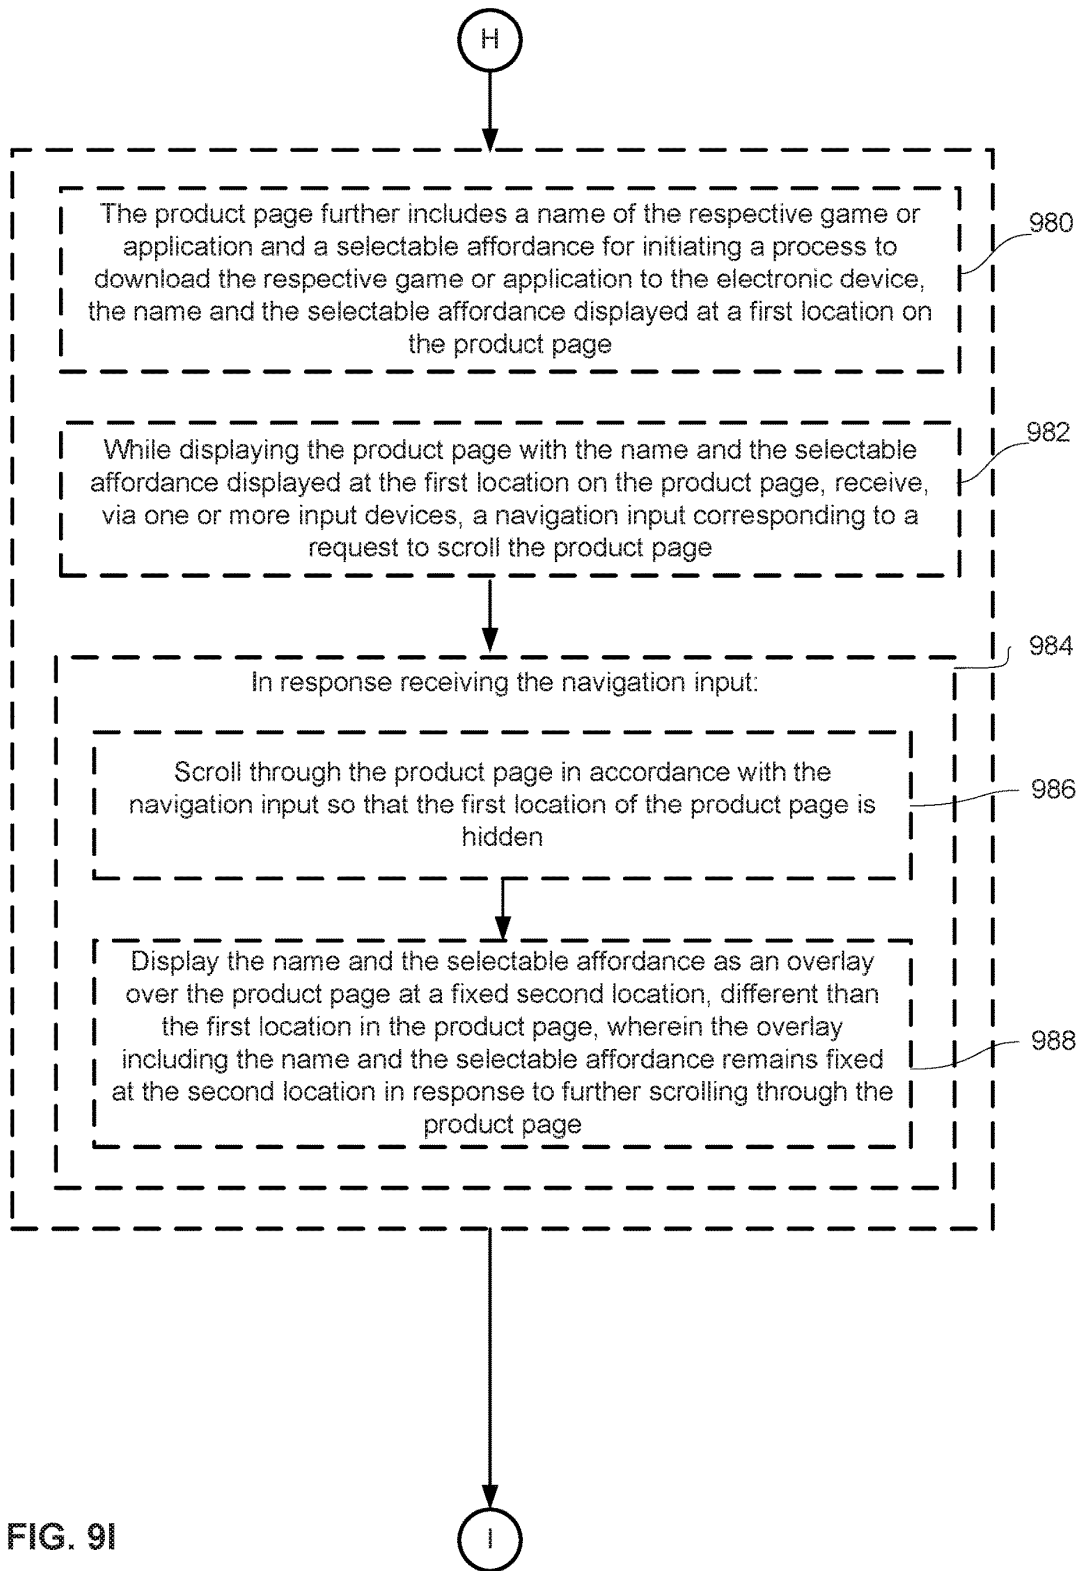 H
The product page further includes a name of the respective game or
application and a selectable affordance for initiating a process to
download the respective game or application to the electronic device,
the name and the selectable affordance displayed at a first location on
the product page
980
While displaying the product page with the name and the selectable
affordance displayed at the first location on the product page, receive,
via one or more input devices, a navigation input corresponding to a
request to scroll the product page
982
In response receiving the navigation input:
984
Scroll through the product page in accordance with the
navigation input so that the first location of the product page is
hidden
986
Display the name and the selectable affordance as an overlay
over the product page at a fixed second location, different than
the first location in the product page, wherein the overlay
including the name and the selectable affordance remains fixed
at the second location in response to further scrolling through the
product page
988
FIG. 9I
I